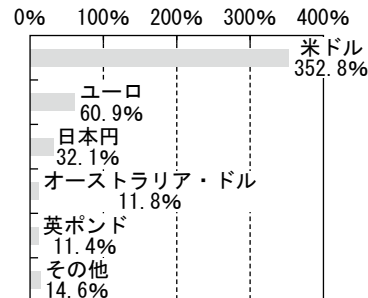 0% 100% 200% 300% 400%
米ドル
352.8%
ユーロ
60.9%
日本円
32.1%
オーストラリア・ドル
11.8%
英ポンド
11.4%
その他
14.6%